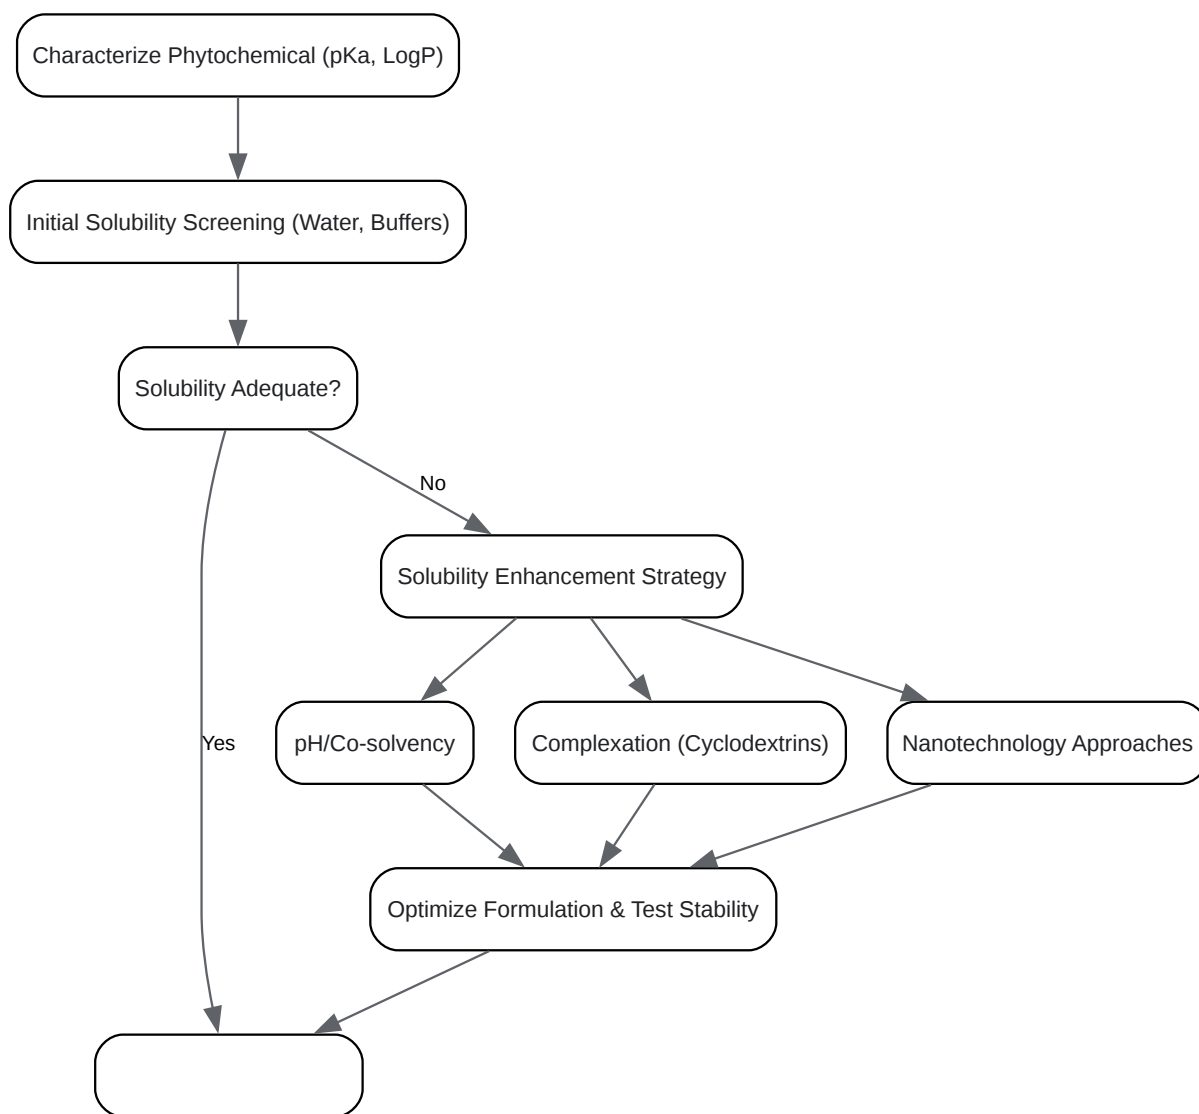 Characterize Phytochemical (pKa, LogP)
Initial Solubility Screening (Water, Buffers)
Solubility Adequate?
No
Solubility Enhancement Strategy
Yes
pH/Co-solvency
Complexation (Cyclodextrins)
Nanotechnology Approaches
Optimize Formulation & Test Stability